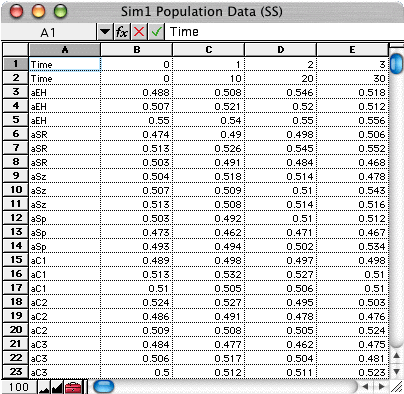 Sim1 Population Data (SS)
A1 fx Time
A B C D E
1 Time 0 1 2 3
2 Time 0 10 20 30
3 aEH 0.488 0.508 0.546 0.518
4 aEH 0.507 0.521 0.52 0.512
5 aEH 0.55 0.54 0.55 0.556
6 aSR 0.474 0.49 0.498 0.506
7 aSR 0.513 0.526 0.545 0.552
8 aSR 0.503 0.491 0.484 0.468
9 aSz 0.504 0.518 0.514 0.478
10 aSz 0.507 0.509 0.51 0.543
11 aSz 0.513 0.508 0.514 0.516
12 aSp 0.503 0.492 0.51 0.512
13 aSp 0.473 0.462 0.471 0.467
14 aSp 0.493 0.494 0.502 0.534
15 aC1 0.489 0.498 0.497 0.498
16 aC1 0.513 0.532 0.527 0.51
17 aC1 0.51 0.505 0.506 0.51
18 aC2 0.524 0.527 0.495 0.503
19 aC2 0.486 0.491 0.478 0.476
20 aC2 0.509 0.508 0.505 0.524
21 aC3 0.484 0.477 0.462 0.475
22 aC3 0.506 0.517 0.504 0.481
23 aC3 0.5 0.512 0.511 0.523
100